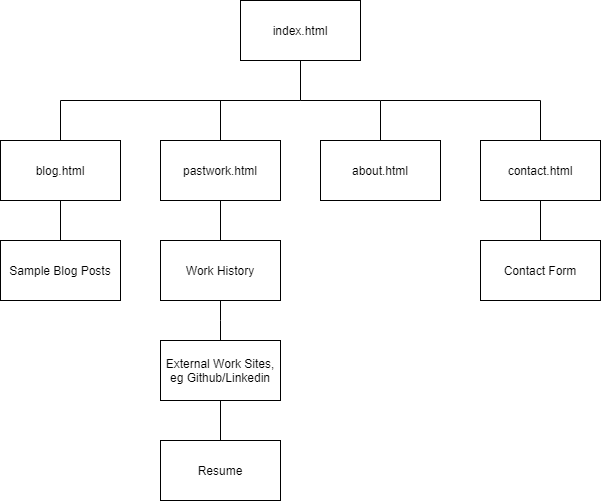 index.html
blog.html
pastwork.html
about.html
contact.html
Sample Blog Posts
Work History
Contact Form
External Work Sites,
eg Github/Linkedin
Resume